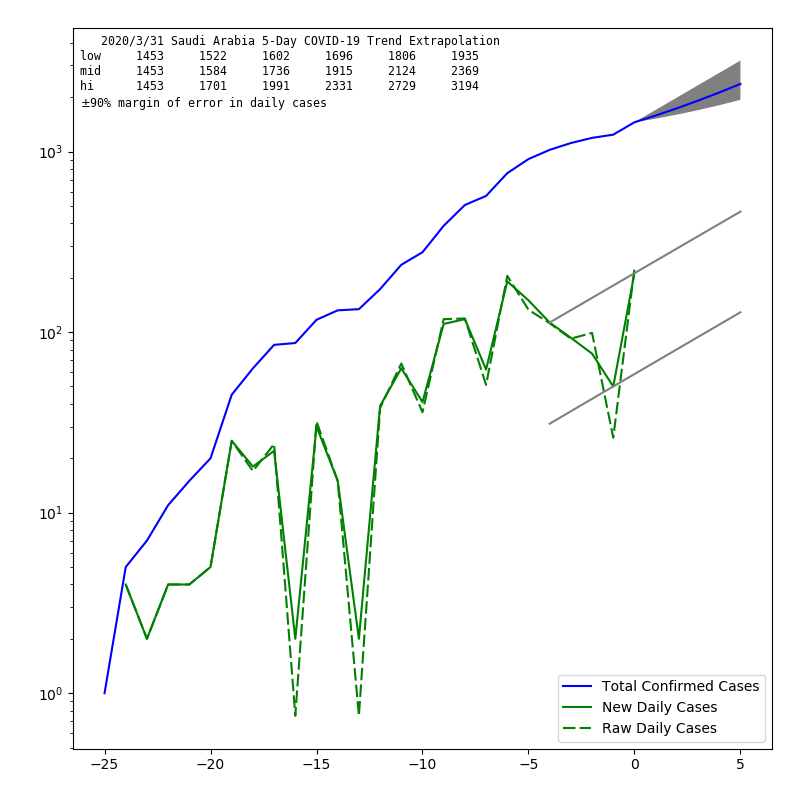 2020/3/31 Saudi Arabia 5-Day COVID-19 Trend Extrapolation
low 1453 1522 1602 1696 1806 1935
mid 1453 1584 1736 1915 2124 2369
hi 1453 1701 1991 2331 2729 3194
±90% margin of error in daily cases
10³
10²
10¹
10⁰
Total Confirmed Cases
New Daily Cases
Raw Daily Cases
−25 −20 −15 −10 −5 0 5